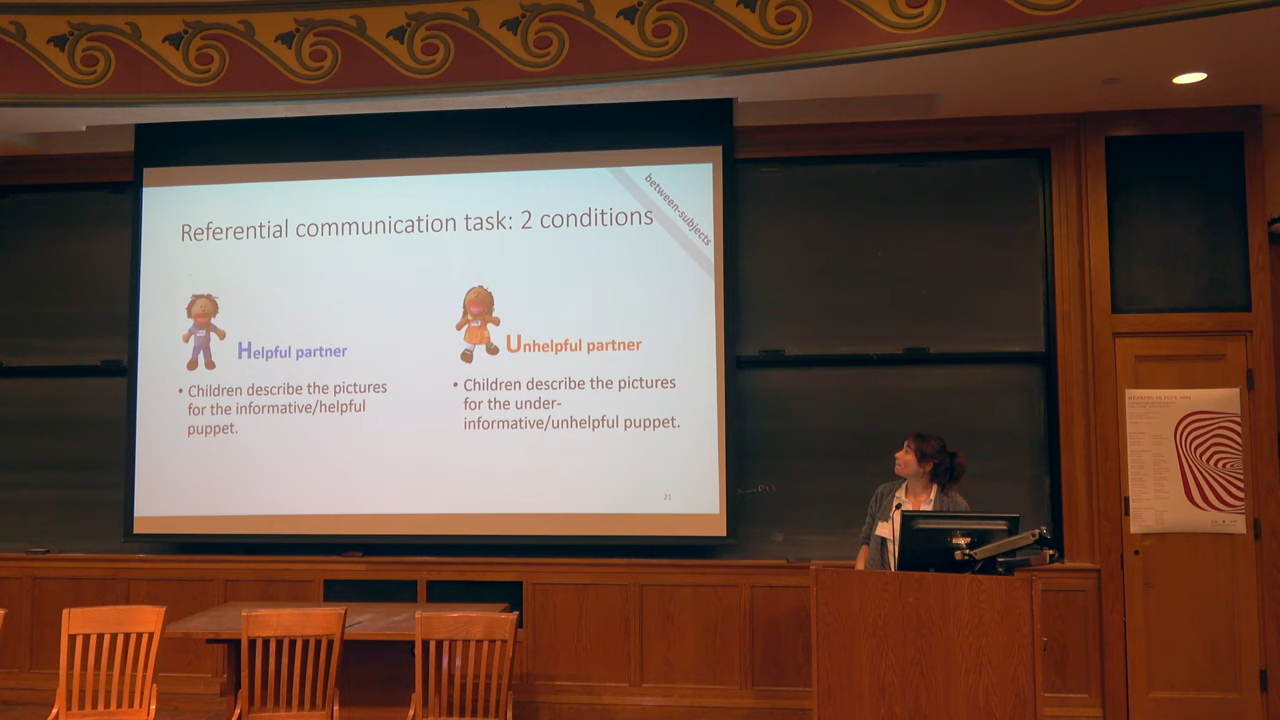 between-subjects
Referential communication task: 2 conditions
Helpful partner
• Children describe the pictures
for the informative/helpful
puppet.
Unhelpful partner
• Children describe the pictures
for the under-
informative/unhelpful puppet.
21